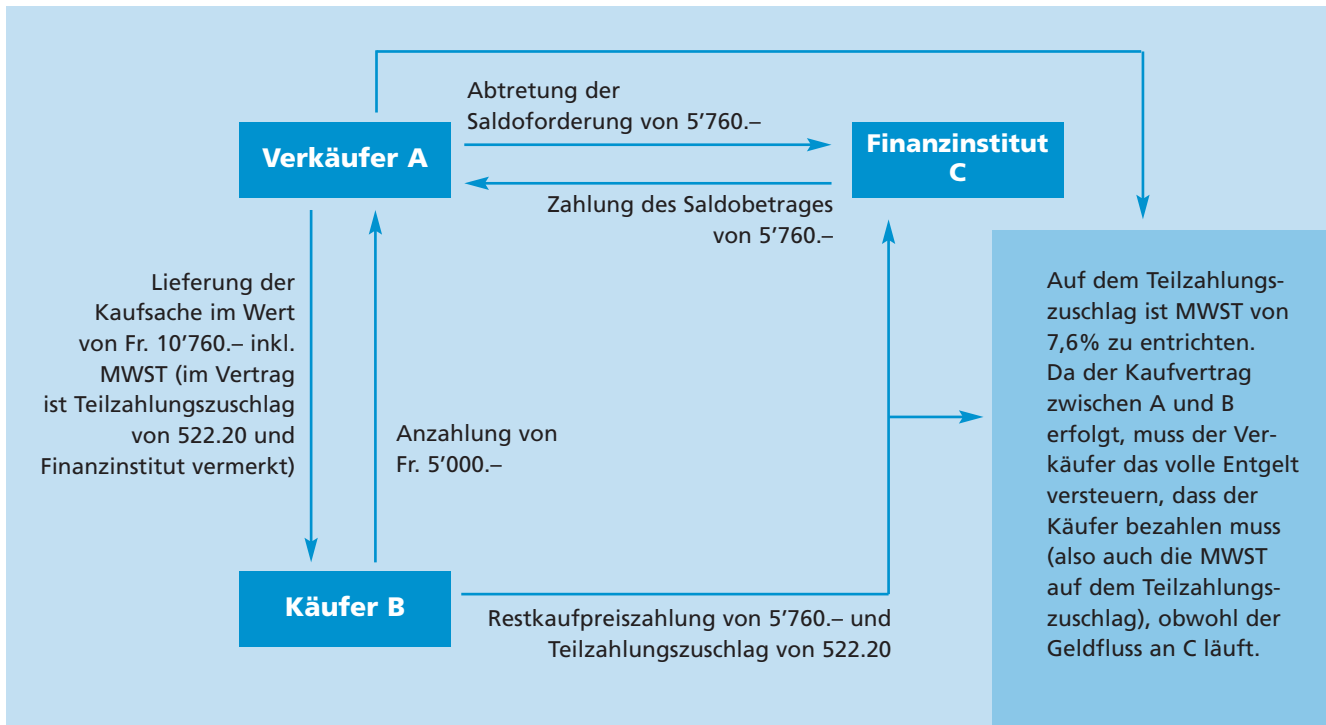 Abtretung der
Saldoforderung von 5’760.–
Verkäufer A
Finanzinstitut
C
Zahlung des Saldobetrages
von 5’760.–
Lieferung der
Kaufsache im Wert
von Fr. 10’760.– inkl.
MWST (im Vertrag
ist Teilzahlungszuschlag
von 522.20 und
Finanzinstitut vermerkt)
Anzahlung von
Fr. 5’000.–
Auf dem Teilzahlungs-
zuschlag ist MWST von
7,6% zu entrichten.
Da der Kaufvertrag
zwischen A und B
erfolgt, muss der Ver-
käufer das volle Entgelt
versteuern, dass der
Käufer bezahlen muss
(also auch die MWST
auf dem Teilzahlungs-
zuschlag), obwohl der
Geldfluss an C läuft.
Käufer B
Restkaufpreiszahlung von 5’760.– und
Teilzahlungszuschlag von 522.20